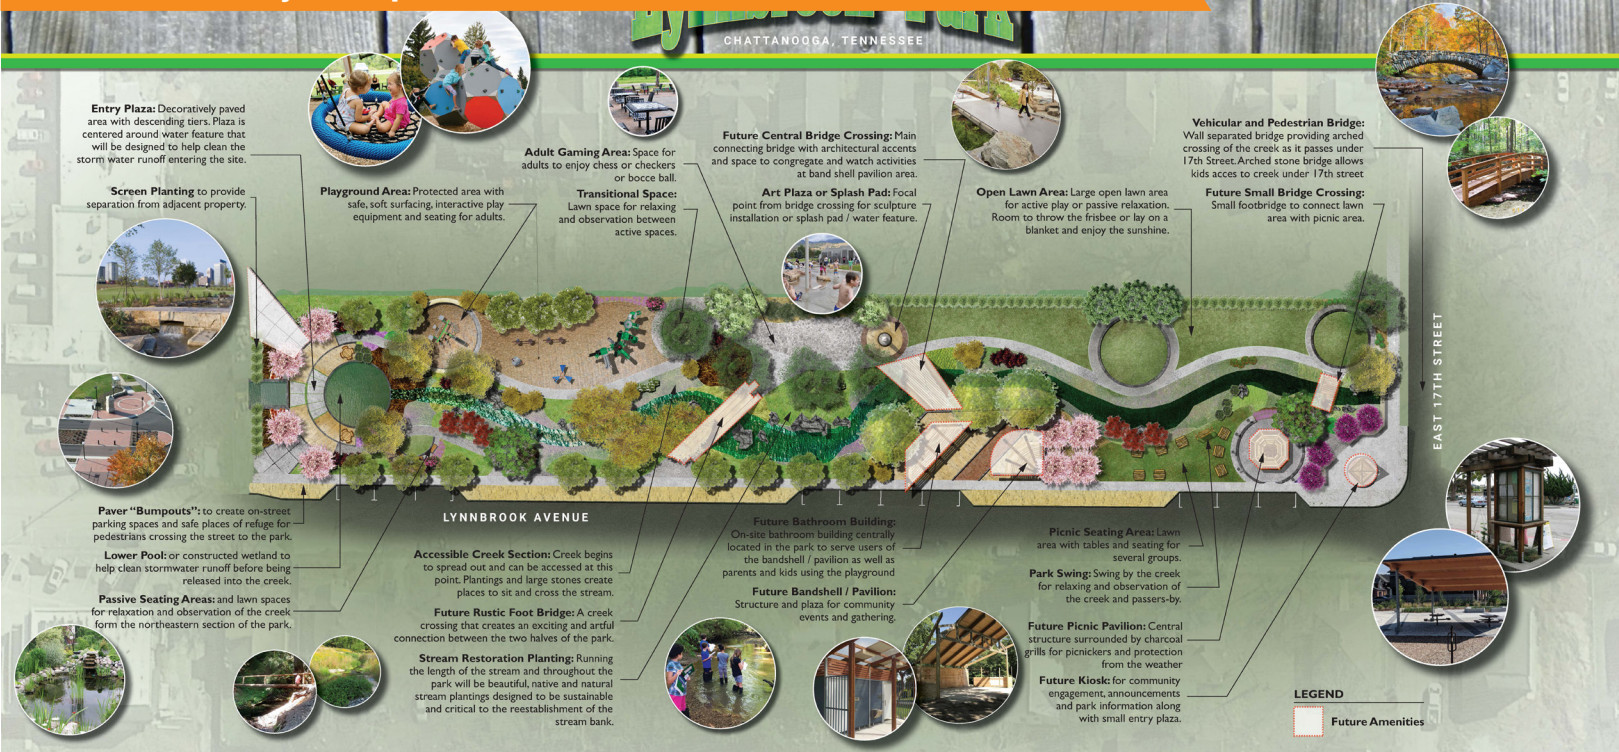 Lynnbrook Park
CHATTANOOGA, TENNESSEE
Entry Plaza: Decoratively paved
area with descending tiers. Plaza is
centered around water feature that
will be designed to help clean the
storm water runoff entering the site.
Screen Planting to provide
separation from adjacent property.
Playground Area: Protected area with
safe, soft surfacing, interactive play
equipment and seating for adults.
Adult Gaming Area: Space for
adults to enjoy chess or checkers
or bocce ball.
Transitional Space:
Lawn space for relaxing
and observation between
active spaces.
Future Central Bridge Crossing: Main
connecting bridge with architectural accents
and space to congregate and watch activities
at band shell pavilion area.
Art Plaza or Splash Pad: Focal
point from bridge crossing for sculpture
installation or splash pad / water feature.
Open Lawn Area: Large open lawn area
for active play or passive relaxation.
Room to throw the frisbee or lay on a
blanket and enjoy the sunshine.
Vehicular and Pedestrian Bridge:
Wall separated bridge providing arched
crossing of the creek as it passes under
17th Street. Arched stone bridge allows
kids acces to creek under 17th street
Future Small Bridge Crossing:
Small footbridge to connect lawn
area with picnic area.
EAST 17TH STREET
LYNNBROOK AVENUE
Paver “Bumpouts”: to create on-street
parking spaces and safe places of refuge for
pedestrians crossing the street to the park.
Lower Pool: or constructed wetland to
help clean stormwater runoff before being
released into the creek.
Passive Seating Areas: and lawn spaces
for relaxation and observation of the creek
form the northeastern section of the park.
Accessible Creek Section: Creek begins
to spread out and can be accessed at this
point. Plantings and large stones create
places to sit and cross the stream.
Future Rustic Foot Bridge: A creek
crossing that creates an exciting and artful
connection between the two halves of the park.
Stream Restoration Planting: Running
the length of the stream and throughout the
park will be beautiful, native and natural
stream plantings designed to be sustainable
and critical to the reestablishment of the
stream bank.
Future Bathroom Building:
On-site bathroom building centrally
located in the park to serve users of
the bandshell / pavilion as well as
parents and kids using the playground
Future Bandshell / Pavilion:
Structure and plaza for community
events and gathering.
Picnic Seating Area: Lawn
area with tables and seating for
several groups.
Park Swing: Swing by the creek
for relaxing and observation of
the creek and passers-by.
Future Picnic Pavilion: Central
structure surrounded by charcoal
grills for picnickers and protection
from the weather
Future Kiosk: for community
engagement, announcements
and park information along
with small entry plaza.
LEGEND
Future Amenities